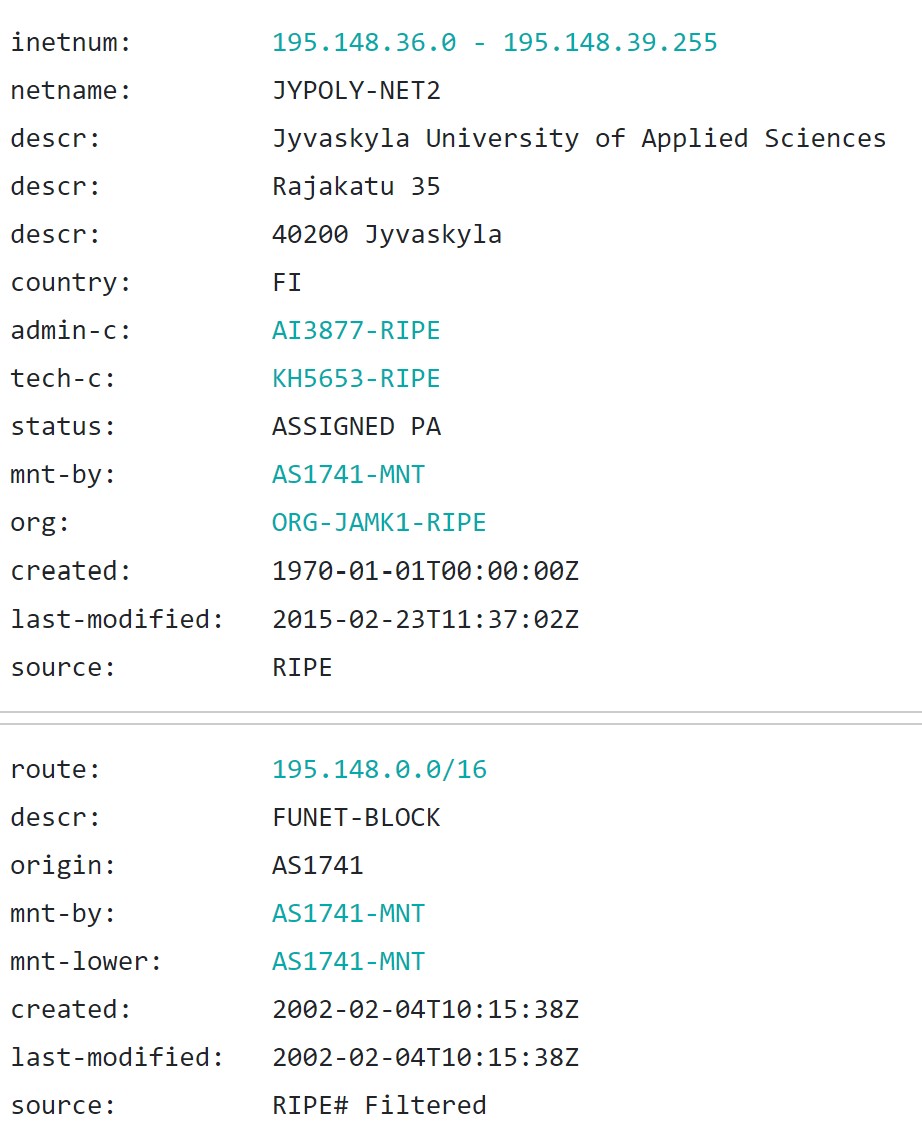 inetnum: 195.148.36.0 - 195.148.39.255
netname: JYPOLY-NET2
descr: Jyvaskyla University of Applied Sciences
descr: Rajakatu 35
descr: 40200 Jyvaskyla
country: FI
admin-c: AI3877-RIPE
tech-c: KH5653-RIPE
status: ASSIGNED PA
mnt-by: AS1741-MNT
org: ORG-JAMK1-RIPE
created: 1970-01-01T00:00:00Z
last-modified: 2015-02-23T11:37:02Z
source: RIPE
route: 195.148.0.0/16
descr: FUNET-BLOCK
origin: AS1741
mnt-by: AS1741-MNT
mnt-lower: AS1741-MNT
created: 2002-02-04T10:15:38Z
last-modified: 2002-02-04T10:15:38Z
source: RIPE# Filtered